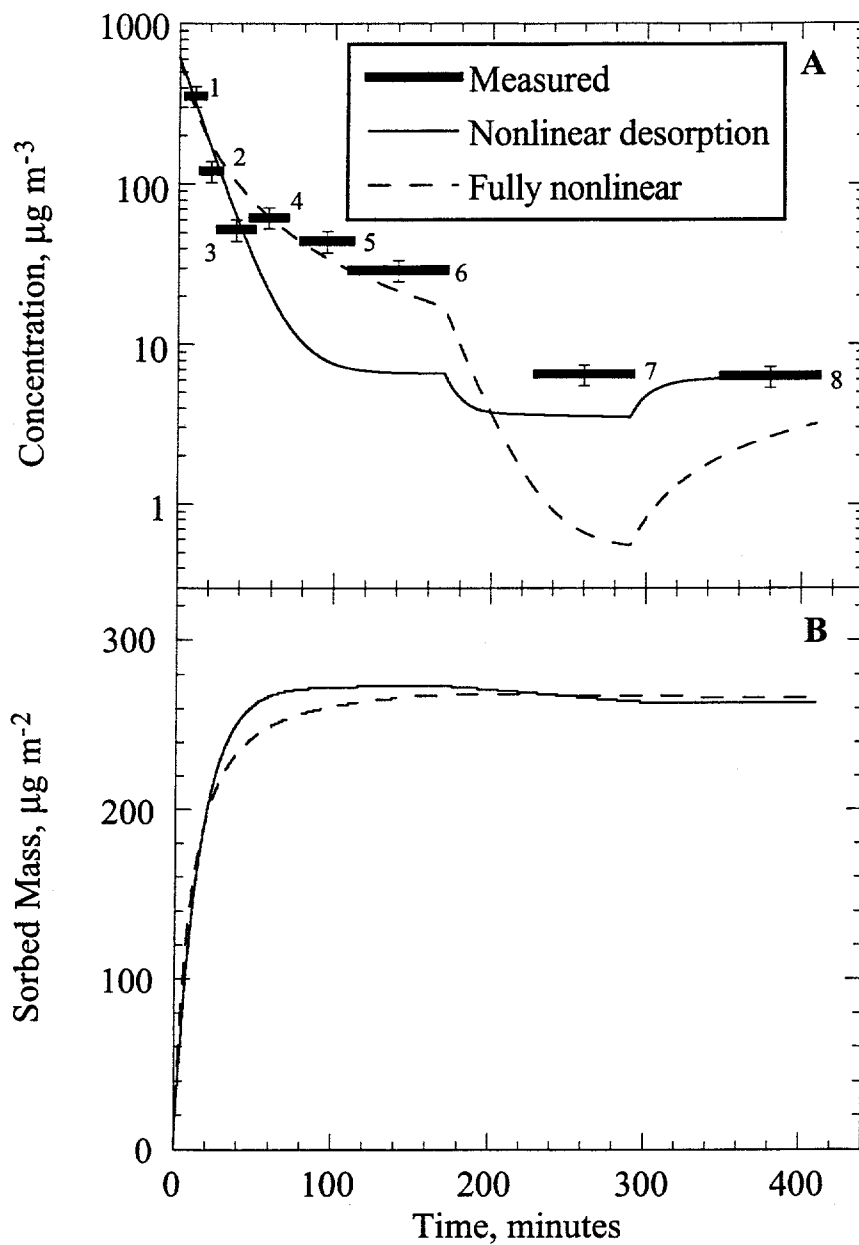 1000
100
10
1
Concentration, µg m-3
A
Measured
Nonlinear desorption
Fully nonlinear
1
2
3
4
5
6
7
8
B
300
200
100
0
Sorbed Mass, µg m-2
0 100 200 300 400
Time, minutes